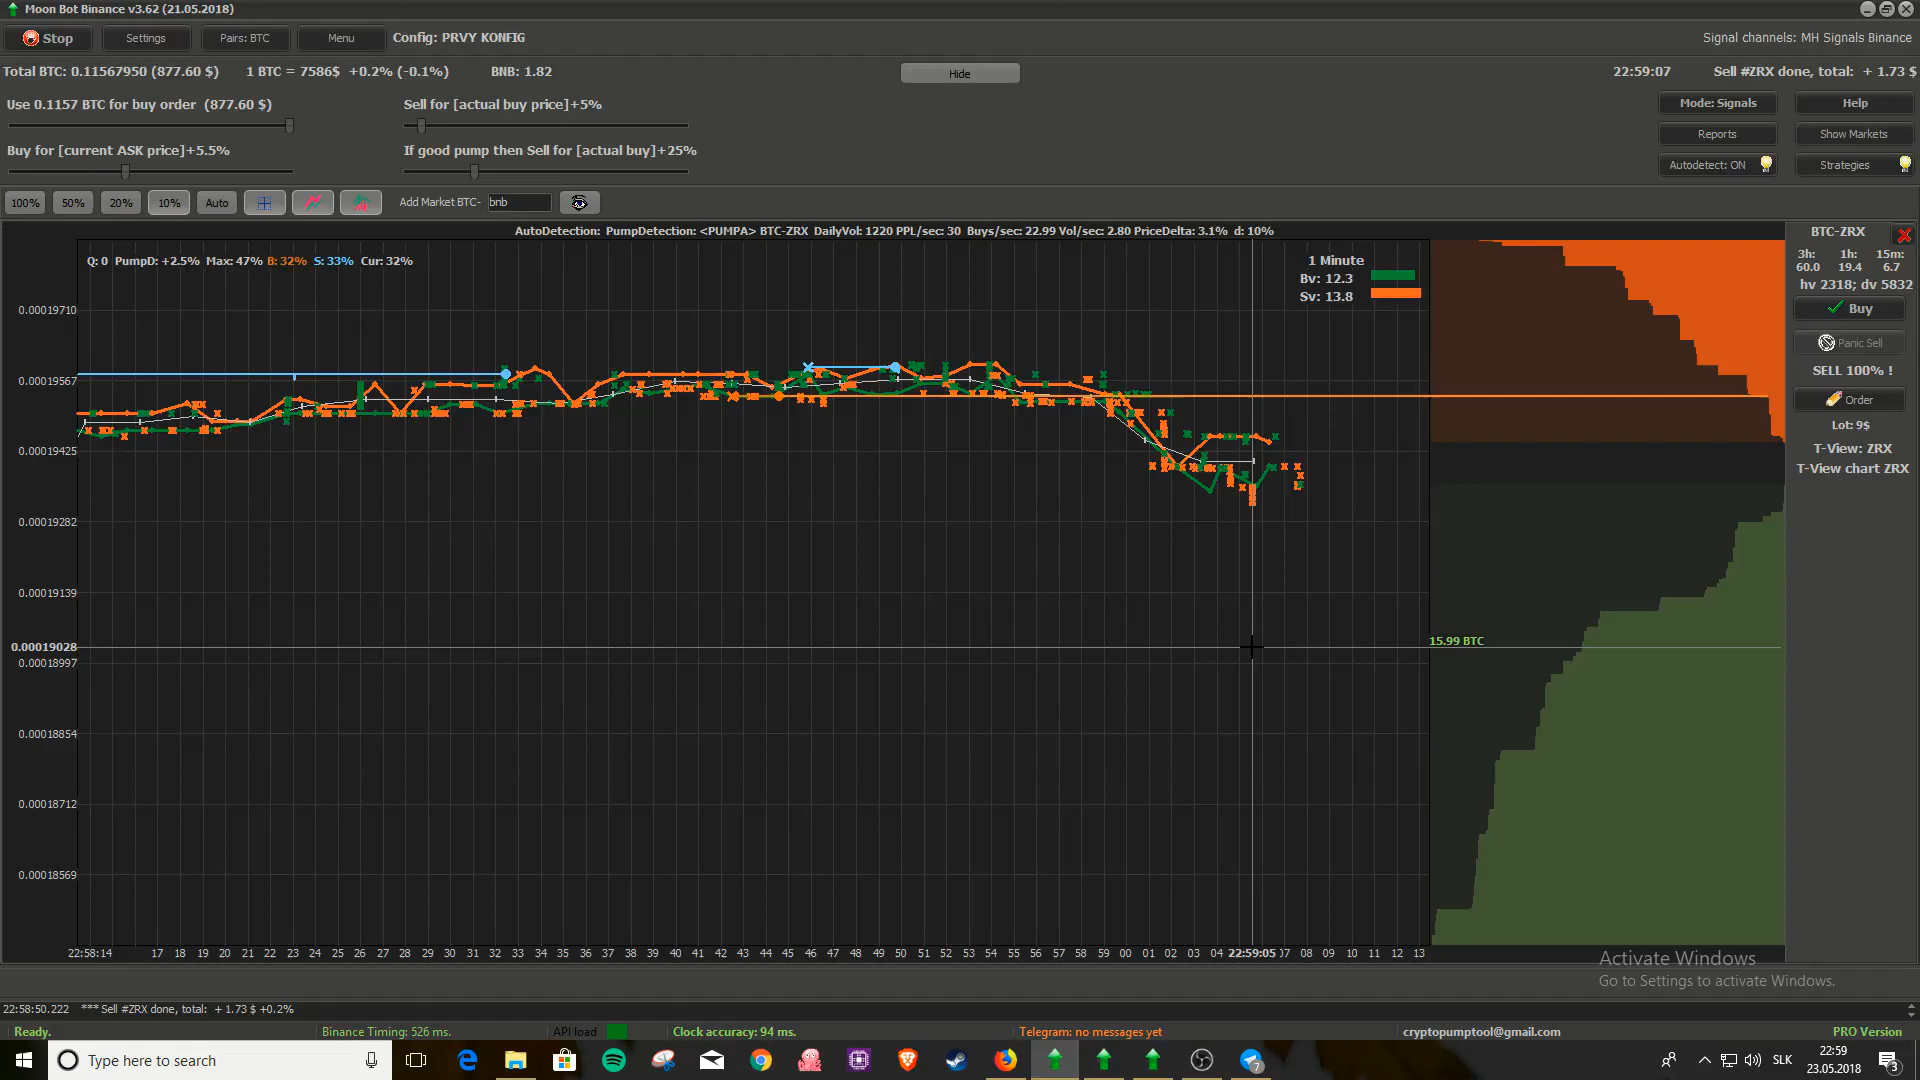 Moon Bot Binance v3.62 (21.05.2018)
Stop
Settings
Pairs: BTC
Menu
Config: PRVY KONFIG
Signal channels: MH Signals Binance
Total BTC: 0.11567950 (877.60 $)
1 BTC = 7586$ +0.2% (-0.1%)
BNB: 1.82
Hide
22:59:07
Sell #ZRX done, total: + 1.73 $
Use 0.1157 BTC for buy order (877.60 $)
Sell for [actual buy price]+5%
Mode: Signals
Help
Reports
Show Markets
Buy for [current ASK price]+5.5%
If good pump then Sell for [actual buy]+25%
Autodetect: ON
Strategies
100%
50%
20%
10%
Auto
Add Market BTC-
bnb
AutoDetection: PumpDetection: <PUMPA> BTC-ZRX DailyVol: 1220 PPL/sec: 30 Buys/sec: 22.99 Vol/sec: 2.80 PriceDelta: 3.1% d: 10%
BTC-ZRX
Q: 0 PumpD: +2.5% Max: 47% B: 32% S: 33% Cur: 32%
1 Minute
Bv: 12.3
Sv: 13.8
3h: 1h: 15m:
60.0 19.4 6.7
hv 2318; dv 5832
Buy
Panic Sell
SELL 100% !
Order
Lot: 9$
T-View: ZRX
T-View chart ZRX
0.00019710
0.00019567
0.00019425
0.00019282
0.00019139
0.00019028
0.00018997
0.00018854
0.00018712
0.00018569
15.99 BTC
22:58:14 17 18 19 20 21 22 23 24 25 26 27 28 29 30 31 32 33 34 35 36 37 38 39 40 41 42 43 44 45 46 47 48 49 50 51 52 53 54 55 56 57 58 59 00 01 02 03 04 22:59:05 07 08 09 10 11 12 13
Activate Windows
Go to Settings to activate Windows.
22:58:50.222 *** Sell #ZRX done, total: + 1.73 $ +0.2%
Ready.
Binance Timing: 526 ms.
API load
Clock accuracy: 94 ms.
Telegram: no messages yet
cryptopumptool@gmail.com
PRO Version
Type here to search
7
SLK
22:59
23.05.2018
3